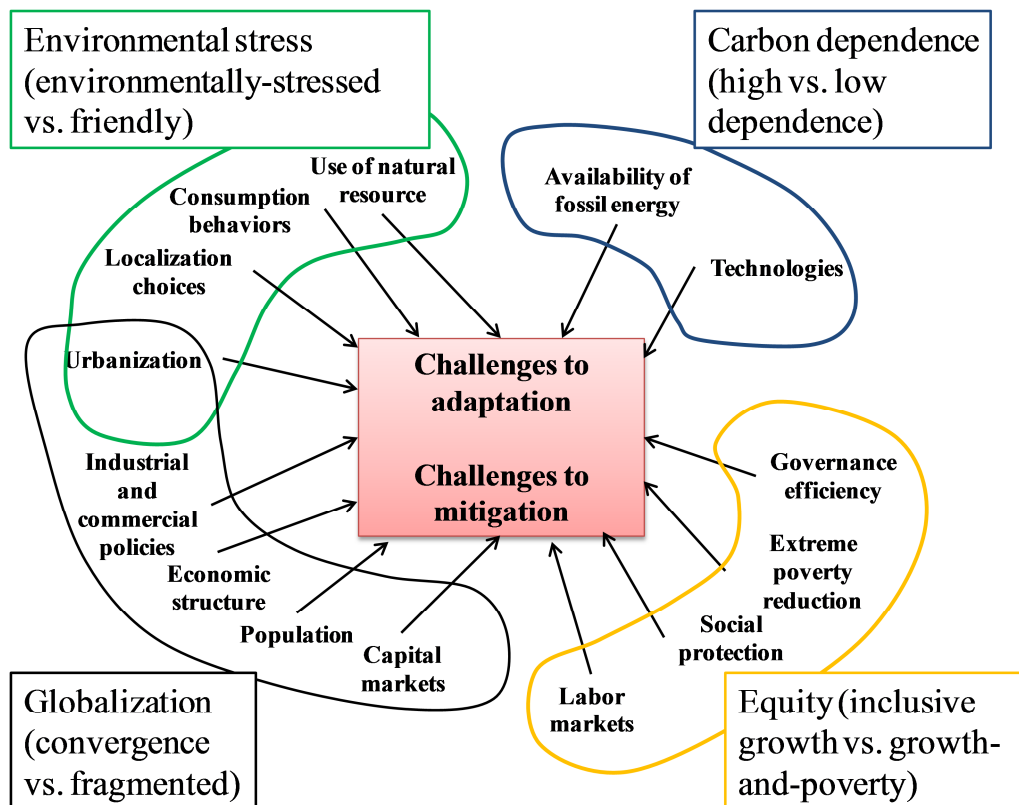 Environmental stress
(environmentally-stressed
vs. friendly)
Carbon dependence
(high vs. low
dependence)
Use of natural
resource
Consumption
behaviors
Localization
choices
Urbanization
Availability of
fossil energy
Technologies
Challenges to
adaptation
Challenges to
mitigation
Industrial
and
commercial
policies
Economic
structure
Population
Capital
markets
Governance
efficiency
Extreme
poverty
reduction
Social
protection
Labor
markets
Globalization
(convergence
vs. fragmented)
Equity (inclusive
growth vs. growth-
and-poverty)